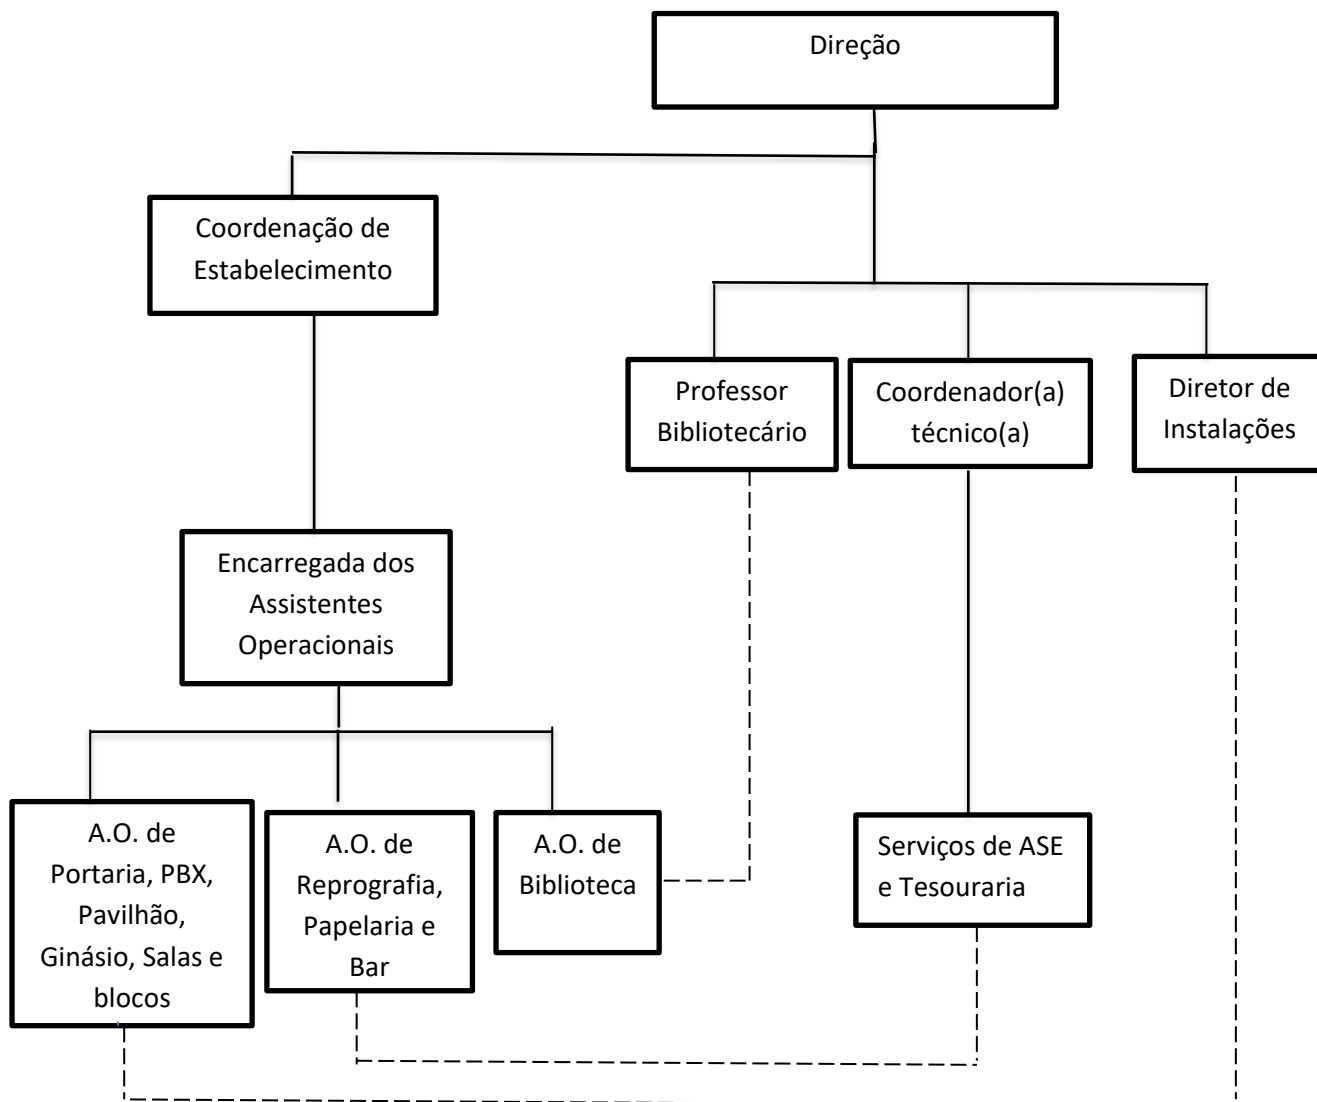 Direção
Coordenação de
Estabelecimento
Professor
Bibliotecário
Coordenador(a)
técnico(a)
Diretor de
Instalações
Encarregada dos
Assistentes
Operacionais
A.O. de
Portaria, PBX,
Pavilhão,
Ginásio, Salas e
blocos
A.O. de
Reprografia,
Papelaria e
Bar
A.O. de
Biblioteca
Serviços de ASE
e Tesouraria